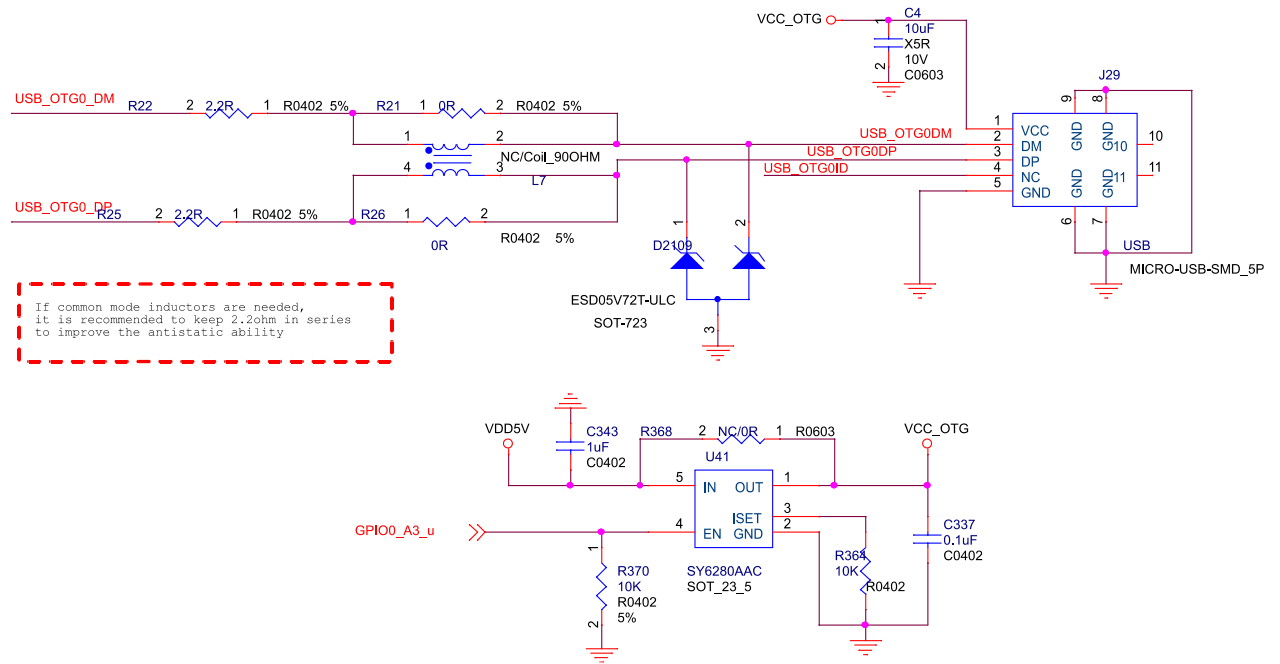 VCC_OTG
1
C4
10uF
X5R
10V
C0603
2
J29
USB_OTG0_DM
R22
2
2.2R
1
R0402 5%
R21
1
0R
2
R0402 5%
9
8
GND
GND
1
VCC
2
DM
3
DP
4
NC
5
GND
10
10
11
11
GND
GND
6
7
USB
MICRO-USB-SMD_5P
1
2
NC/Coil_90OHM
4
3
L7
USB_OTG0DM
USB_OTG0DP
USB_OTG0ID
USB_OTG0_DP
R25
2
2.2R
1
R0402 5%
R26
1
2
0R
R0402 5%
1
2
D2109
ESD05V72T-ULC
SOT-723
3
If common mode inductors are needed,
it is recommended to keep 2.2ohm in series
to improve the antistatic ability
VDD5V
C343
1uF
C0402
R368
2
NC/0R
1
R0603
VCC_OTG
U41
5
IN
OUT
1
ISET
3
4
EN
GND
2
GPIO0_A3_u
1
R370
10K
R0402
5%
2
SY6280AAC
SOT_23_5
R364
10K
R0402
C337
0.1uF
C0402